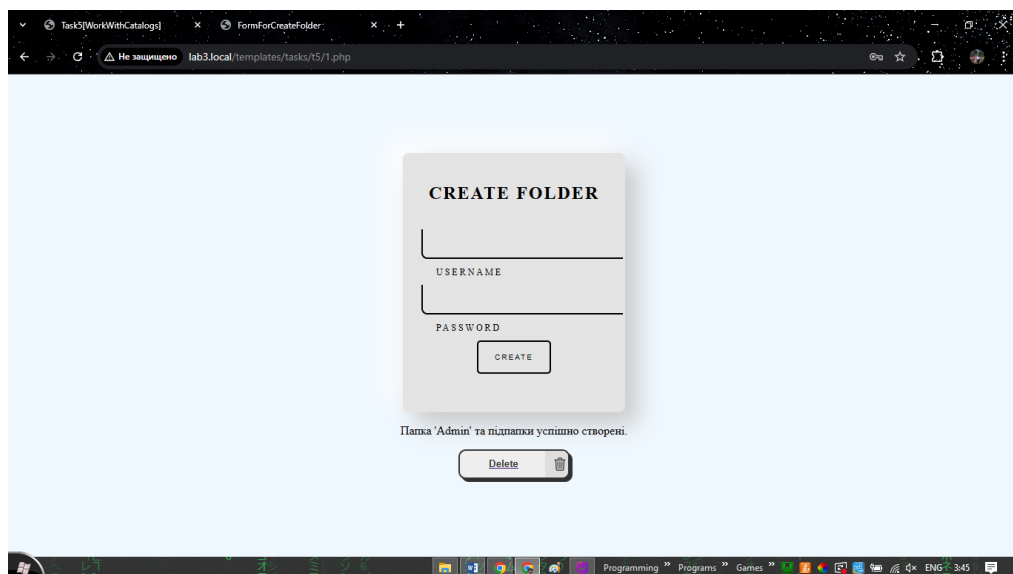 Task5[WorkWithCatalogs]
FormForCreateFolder
Не защищено lab3.local/templates/tasks/t5/1.php
CREATE FOLDER
USERNAME
PASSWORD
CREATE
Папка 'Admin' та підпапки успішно створені.
Delete
Programming » Programs » Games » ENG 3:45